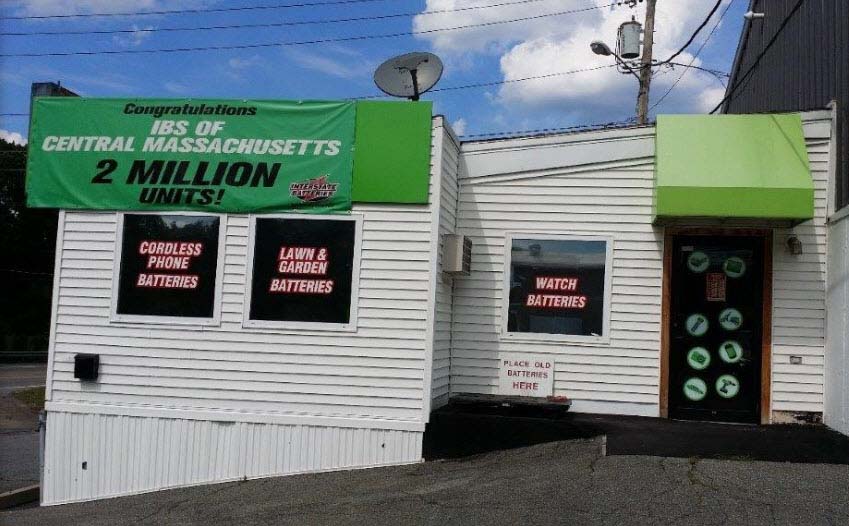 Congratulations
IBS OF
CENTRAL MASSACHUSETTS
2 MILLION
UNITS!
INTERSTATE
BATTERIES
CORDLESS
PHONE
BATTERIES
LAWN &
GARDEN
BATTERIES
WATCH
BATTERIES
PLACE OLD
BATTERIES
HERE